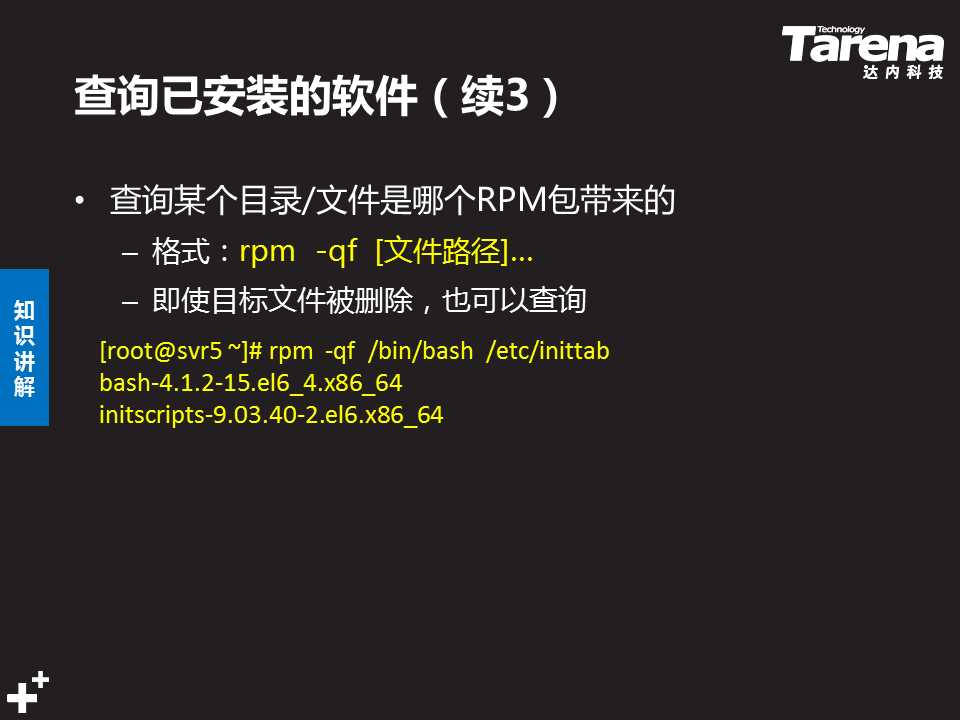 Technology
Tarena
达内科技
查询已安装的软件（续3）
• 查询某个目录/文件是哪个RPM包带来的
– 格式：rpm -qf [文件路径]…
– 即使目标文件被删除，也可以查询
知识讲解
[root@svr5 ~]# rpm -qf /bin/bash /etc/inittab
bash-4.1.2-15.el6_4.x86_64
initscripts-9.03.40-2.el6.x86_64